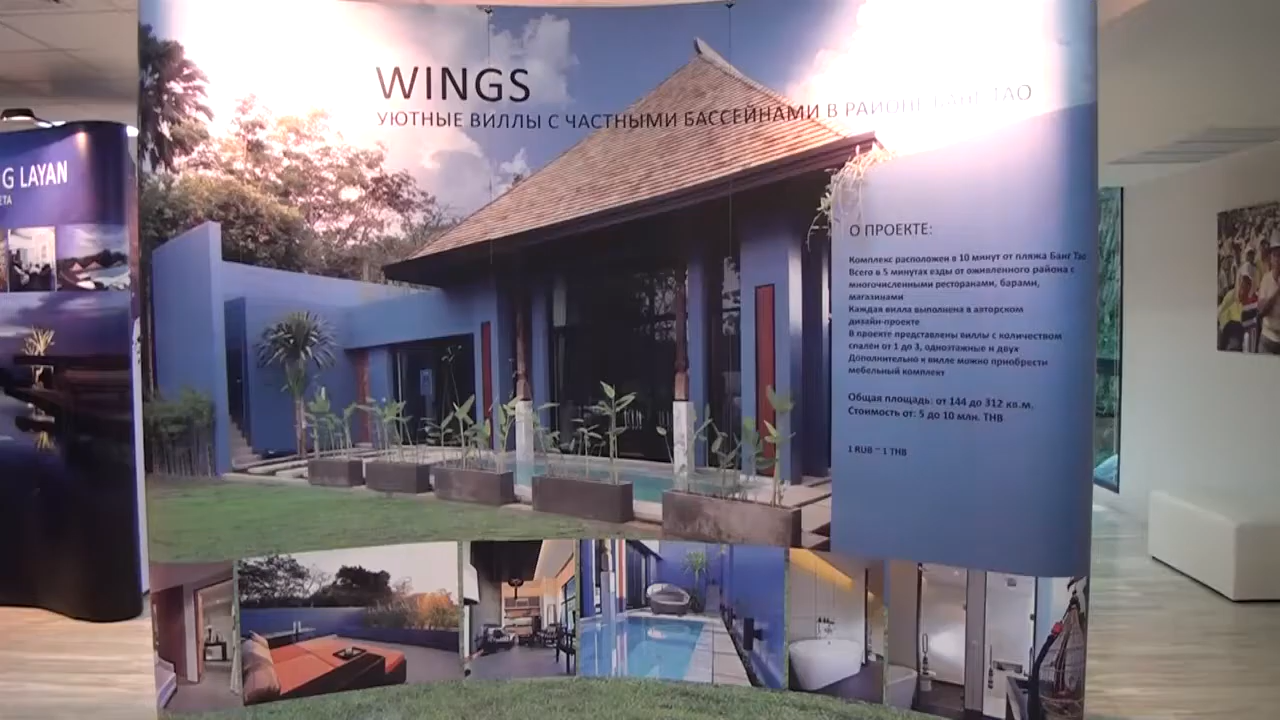 WINGS
УЮТНЫЕ ВИЛЛЫ С ЧАСТНЫМИ БАССЕЙНАМИ В РАЙОНЕ БАНГ ТАО
G LAYAN
ЕТА
О ПРОЕКТЕ:
Комплекс расположен в 10 минут от пляжа Банг Тао
Всего в 5 минутах езды от оживленного района с
многочисленными ресторанами, барами,
магазинами
Каждая вилла выполнена в авторском
дизайн-проекте
В проекте представлены виллы с количеством
спален от 1 до 3, одноэтажные и двух
Дополнительно к вилле можно приобрести
мебельный комплект
Общая площадь: от 144 до 312 кв.м.
Стоимость от: 5 до 10 млн. THB
1 RUB ~ 1 THB